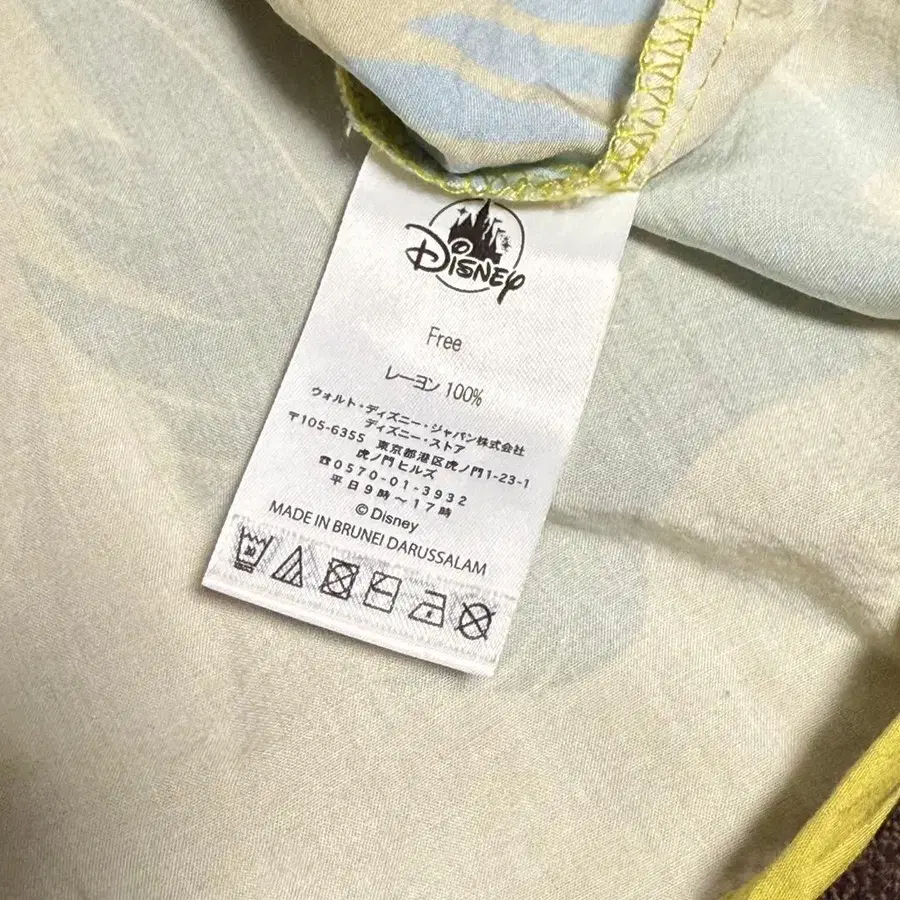 Disney
Free
レーヨン 100%
ウォルト・ディズニー・ジャパン株式会社
ディズニー・ストア
〒105-6355 東京都港区虎ノ門1-23-1
虎ノ門ヒルズ
☎0570-01-3932
平日9時～17時
© Disney
MADE IN BRUNEI DARUSSALAM